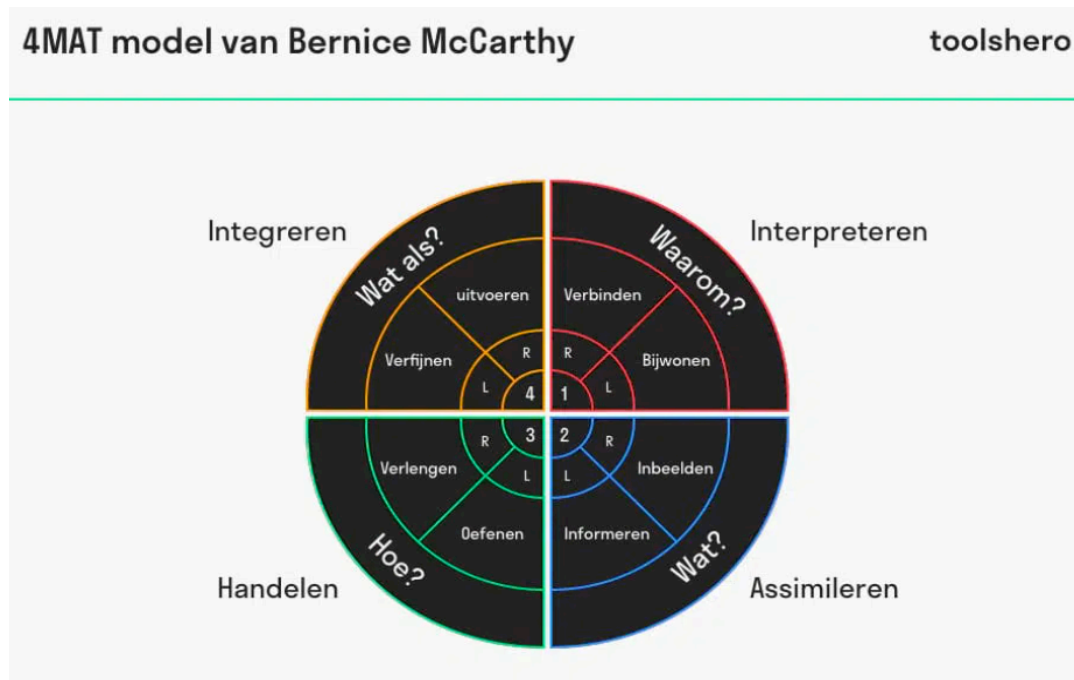 4MAT model van Bernice McCarthy
toolshero
Integreren
Interpreteren
Wat als?
Waarom?
uitvoeren
Verbinden
Verfijnen
Bijwonen
R
R
L
L
4
1
3
2
R
R
L
L
Verlengen
Inbeelden
Oefenen
Informeren
Hoe?
Wat?
Handelen
Assimileren